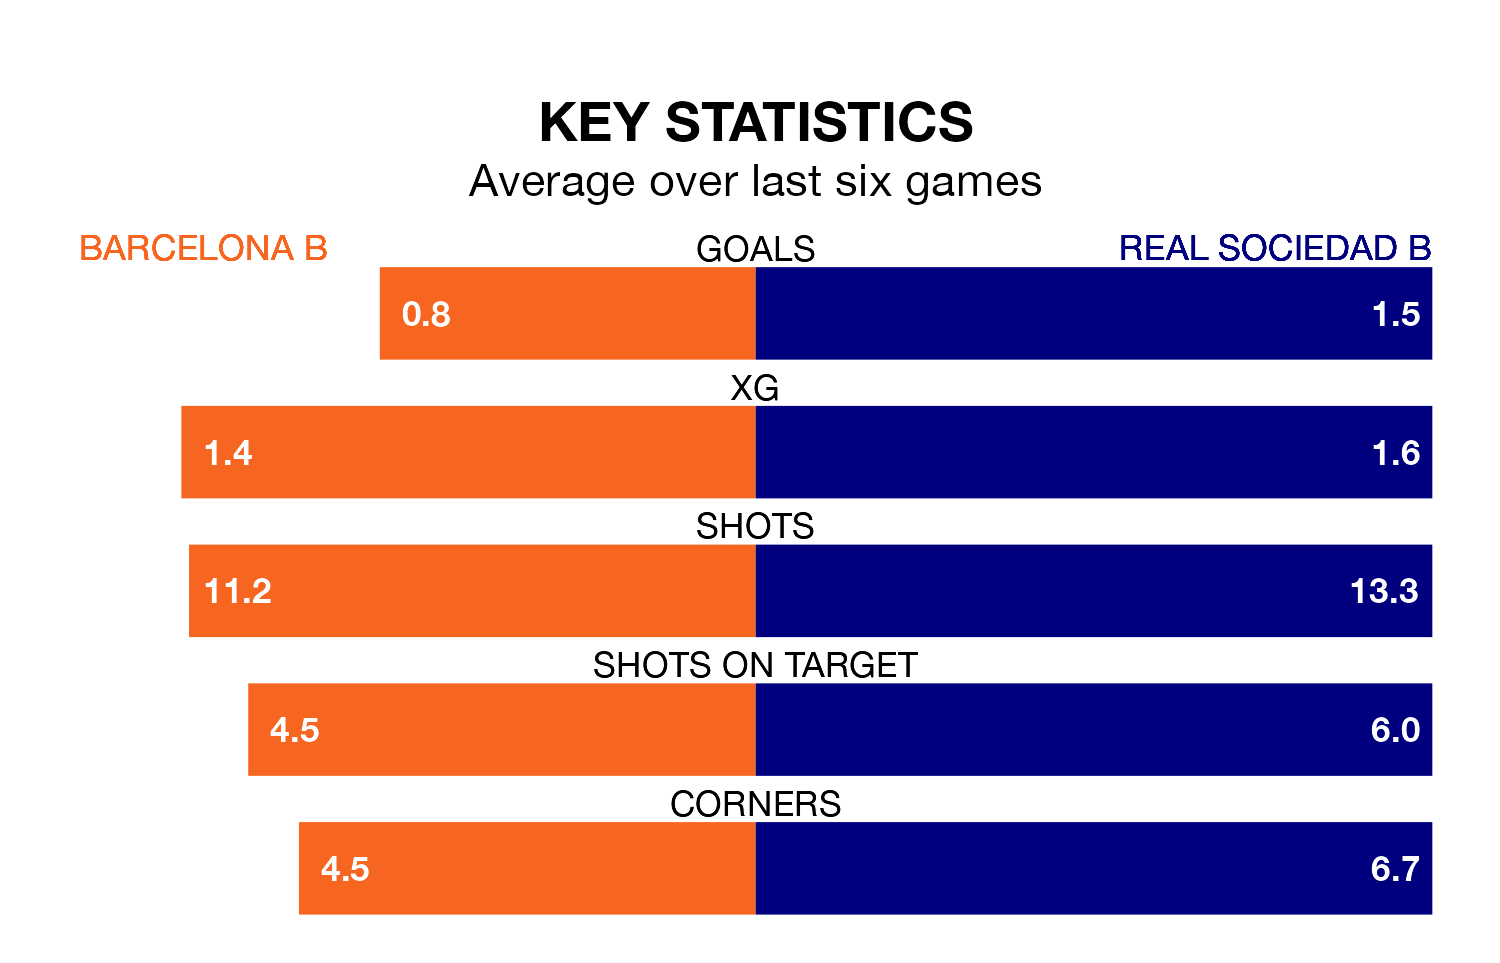 KEY STATISTICS
Average over last six games
BARCELONA B GOALS REAL SOCIEDAD B
0.8 1.5
XG
1.4 1.6
SHOTS
11.2 13.3
SHOTS ON TARGET
4.5 6.0
CORNERS
4.5 6.7